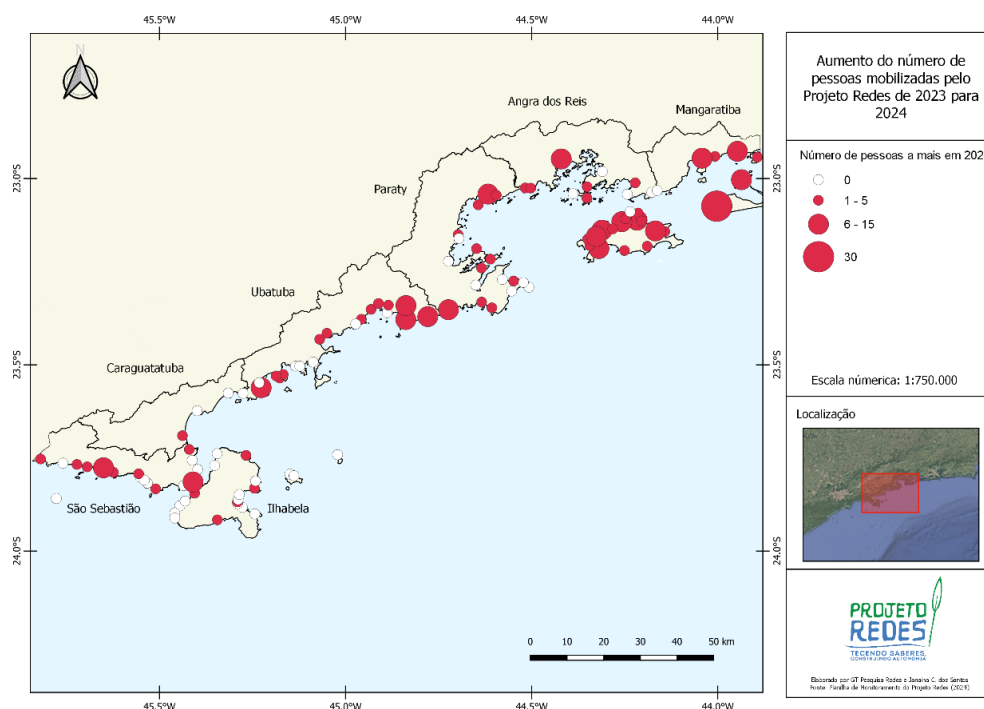 45.5°W
45.0°W
44.5°W
44.0°W
N
Angra dos Reis
Mangaratiba
Paraty
Ubatuba
Caraguatatuba
São Sebastião
Ilhabela
23.0°S
23.5°S
24.0°S
23.0°S
23.5°S
24.0°S
0 10 20 30 40 50 km
45.5°W
45.0°W
44.5°W
44.0°W
Aumento do número de
pessoas mobilizadas pelo
Projeto Redes de 2023 para
2024
Número de pessoas a mais em 202
0
1 - 5
6 - 15
30
Escala númerica: 1:750.000
Localização
PROJETO
REDES
TECENDO SABERES,
CONSTRUINDO AUTONOMIA
Elaborado por GT Pesquisa Redes e Janaina C. dos Santos
Fonte: Planilha de Monitoramento do Projeto Redes (2024)